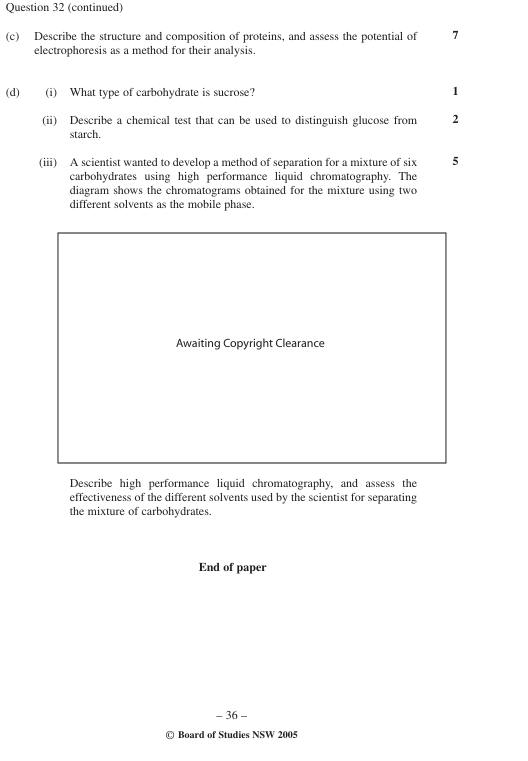 Question 32 (continued)
(c) Describe the structure and composition of proteins, and assess the potential of 7
electrophoresis as a method for their analysis.
(d) (i) What type of carbohydrate is sucrose? 1
(ii) Describe a chemical test that can be used to distinguish glucose from 2
starch.
(iii) A scientist wanted to develop a method of separation for a mixture of six 5
carbohydrates using high performance liquid chromatography. The
diagram shows the chromatograms obtained for the mixture using two
different solvents as the mobile phase.
Awaiting Copyright Clearance
Describe high performance liquid chromatography, and assess the
effectiveness of the different solvents used by the scientist for separating
the mixture of carbohydrates.
End of paper
– 36 –
© Board of Studies NSW 2005